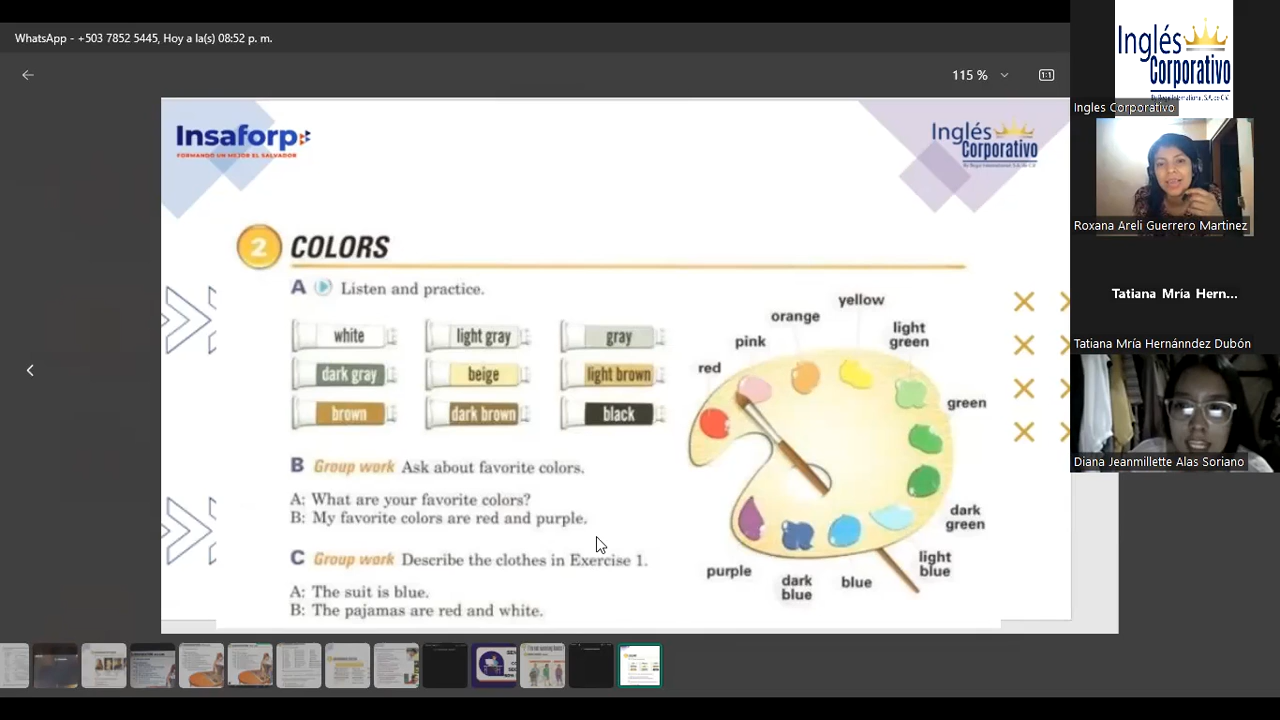 WhatsApp - +503 7852 5445, Hoy a la(s) 08:52 p. m.
115 %
1:1
Insaforp
FORMANDO UN MEJOR EL SALVADOR
Inglés
Corporativo
2 COLORS
A Listen and practice.
white light gray gray
dark gray beige light brown
brown dark brown black
B Group work Ask about favorite colors.
A: What are your favorite colors?
B: My favorite colors are red and purple.
C Group work Describe the clothes in Exercise 1.
A: The suit is blue.
B: The pajamas are red and white.
red
pink
orange
yellow
light
green
green
dark
green
light
blue
blue
dark
blue
purple
Inglés
Corporativo
Ingles Corporativo
Roxana Areli Guerrero Martinez
Tatiana Mría Hern...
Tatiana Mría Hernánndez Dubón
Diana Jeanmillette Alas Soriano